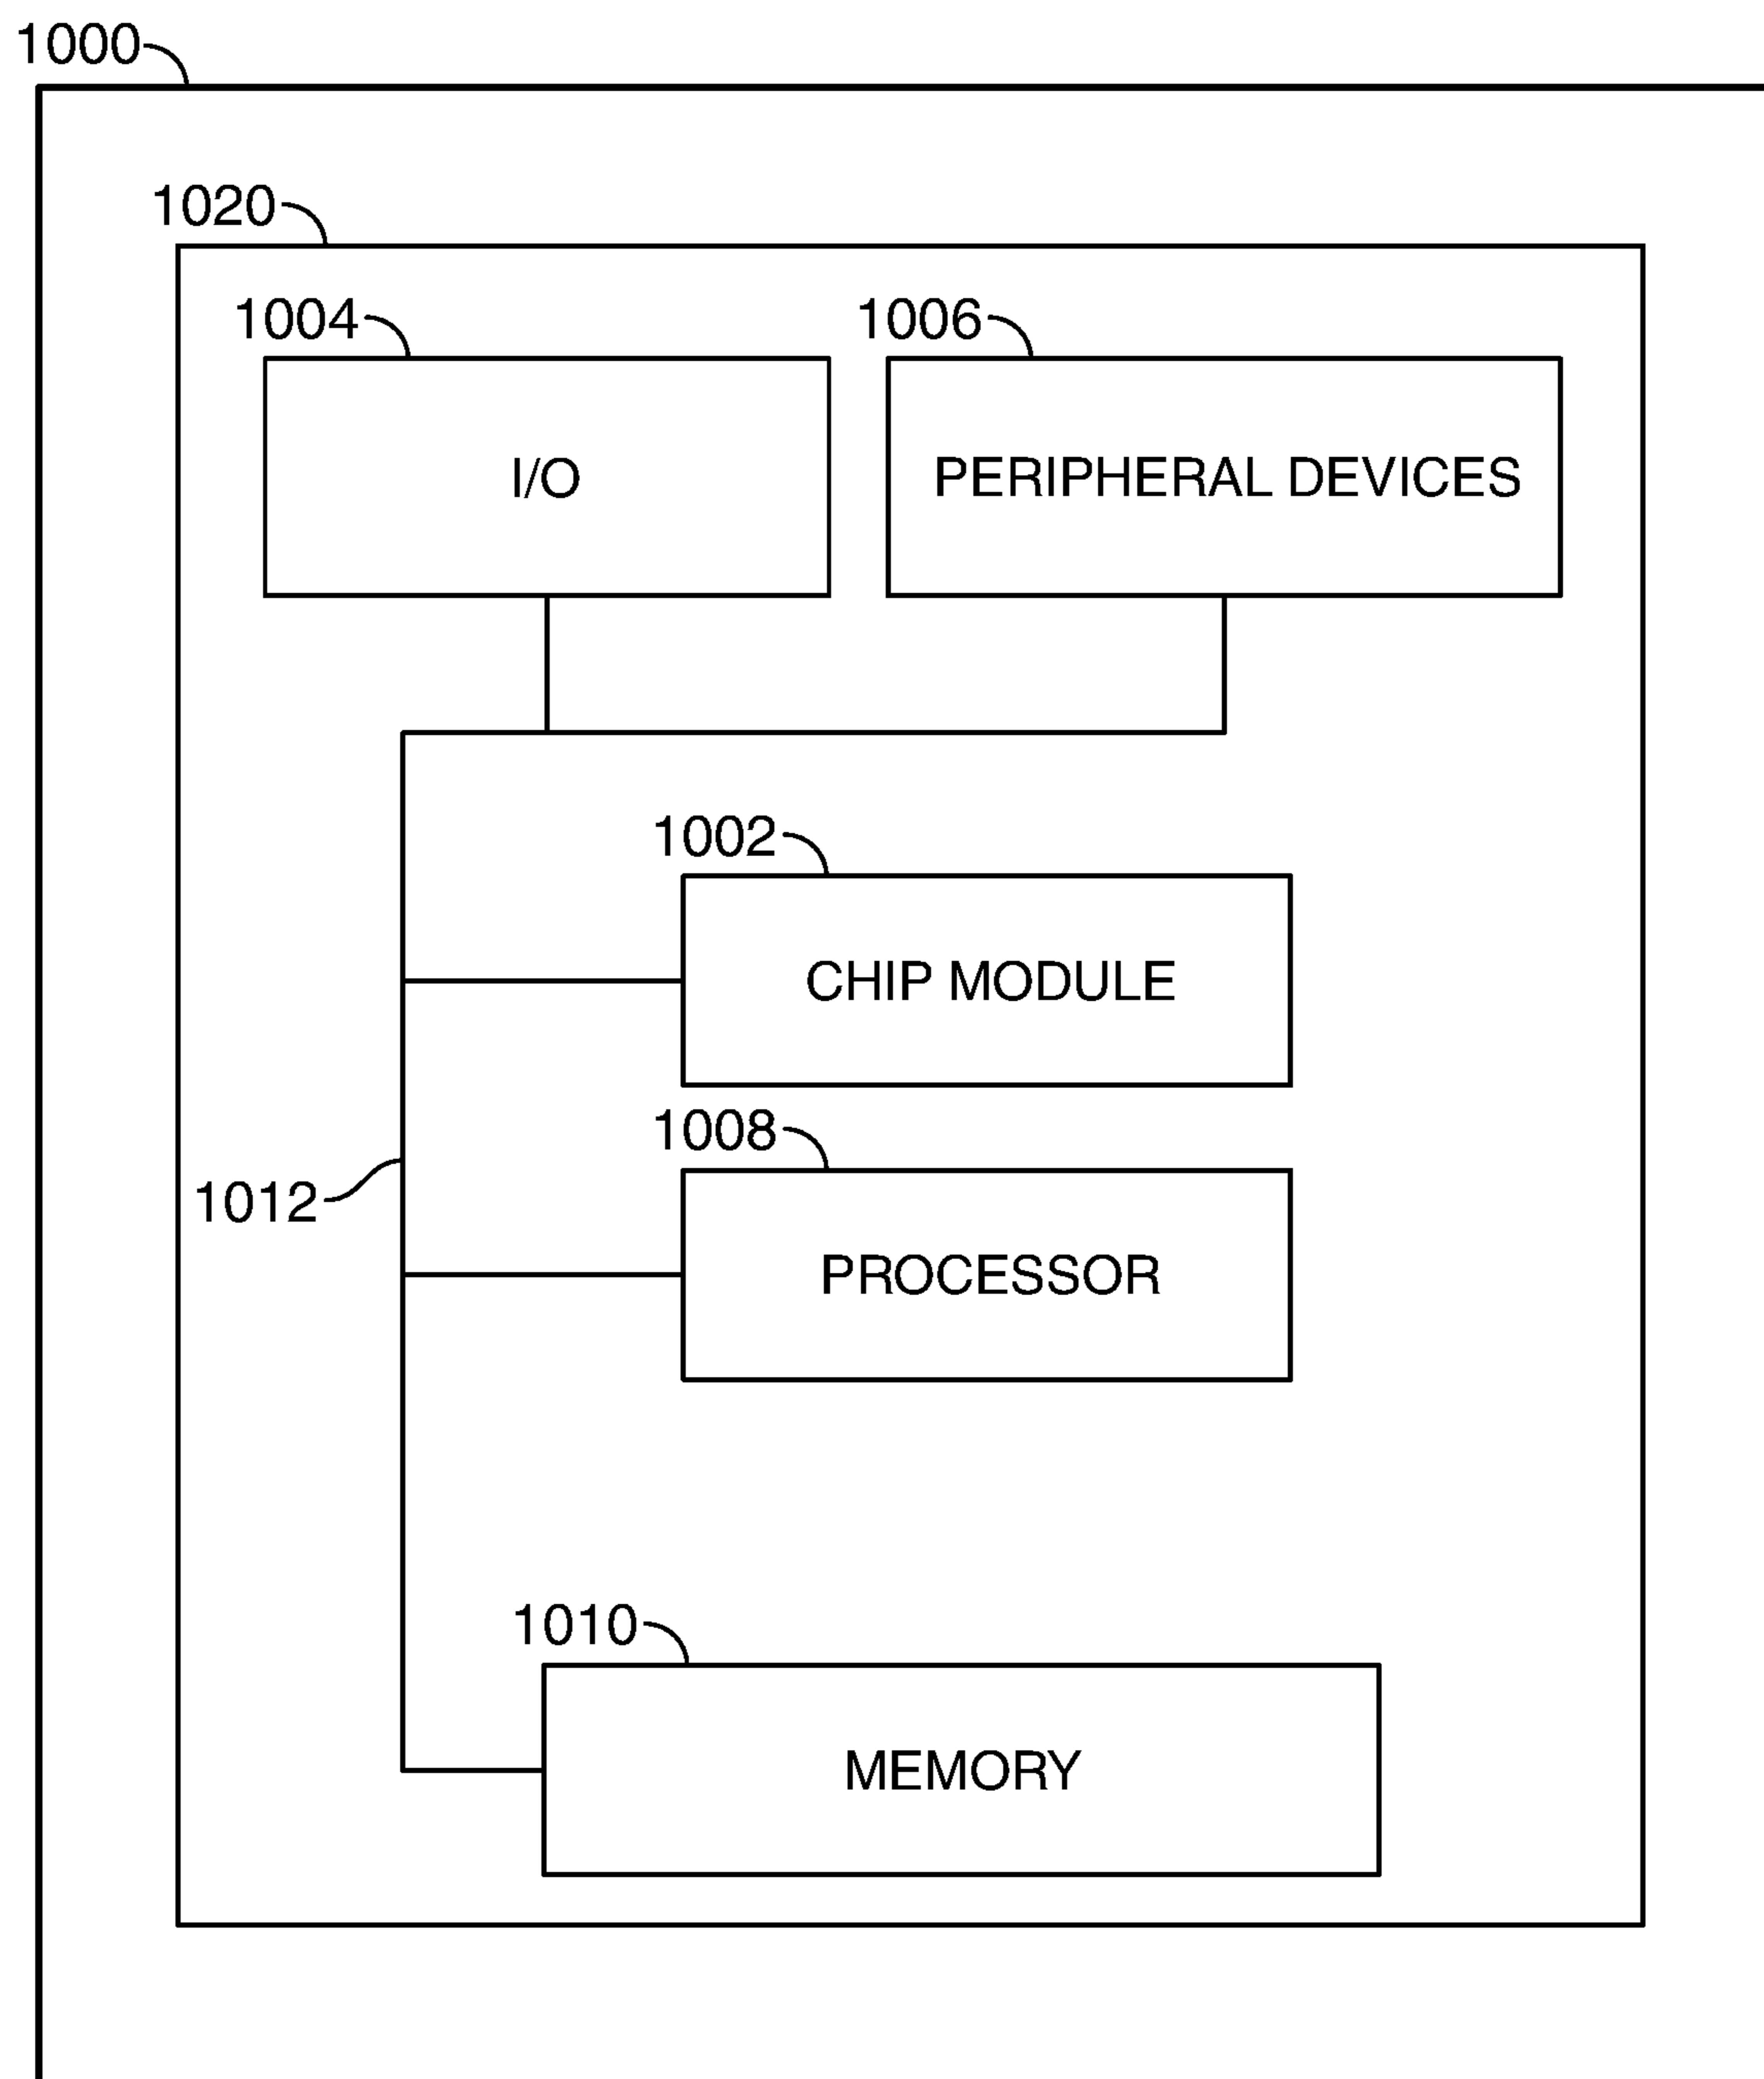 1000
1020
1004
1006
I/O
PERIPHERAL DEVICES
1002
CHIP MODULE
1008
1012
PROCESSOR
1010
MEMORY